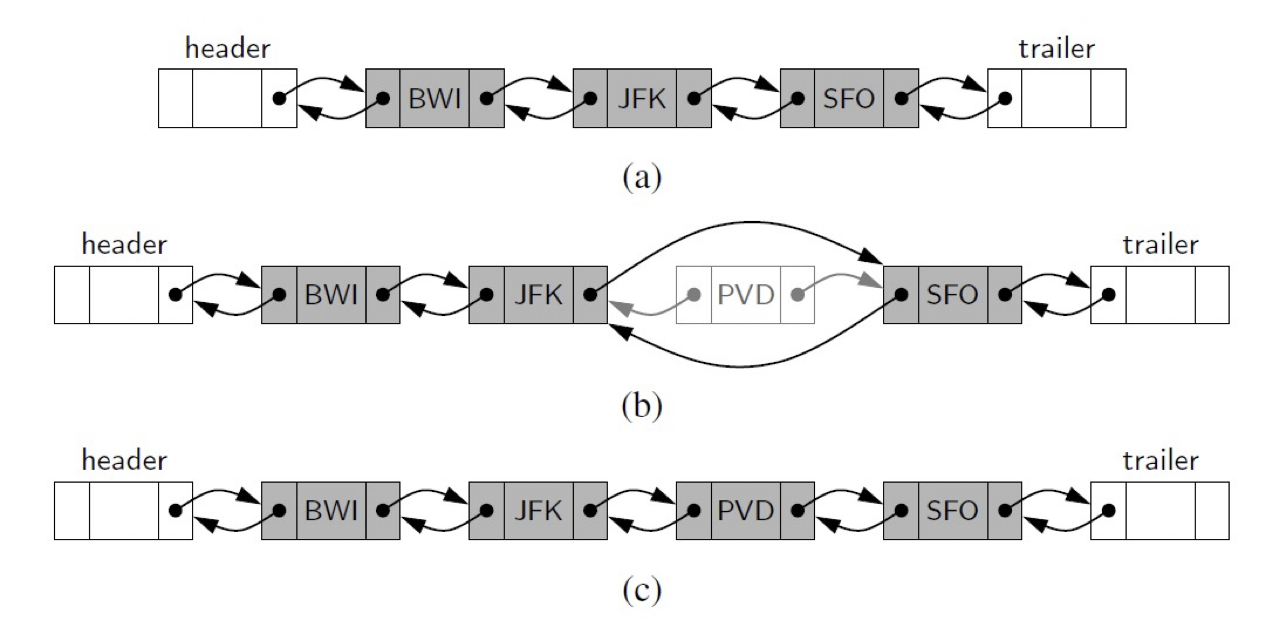 header trailer
BWI JFK SFO
(a)
header trailer
BWI JFK PVD SFO
(b)
header trailer
BWI JFK PVD SFO
(c)